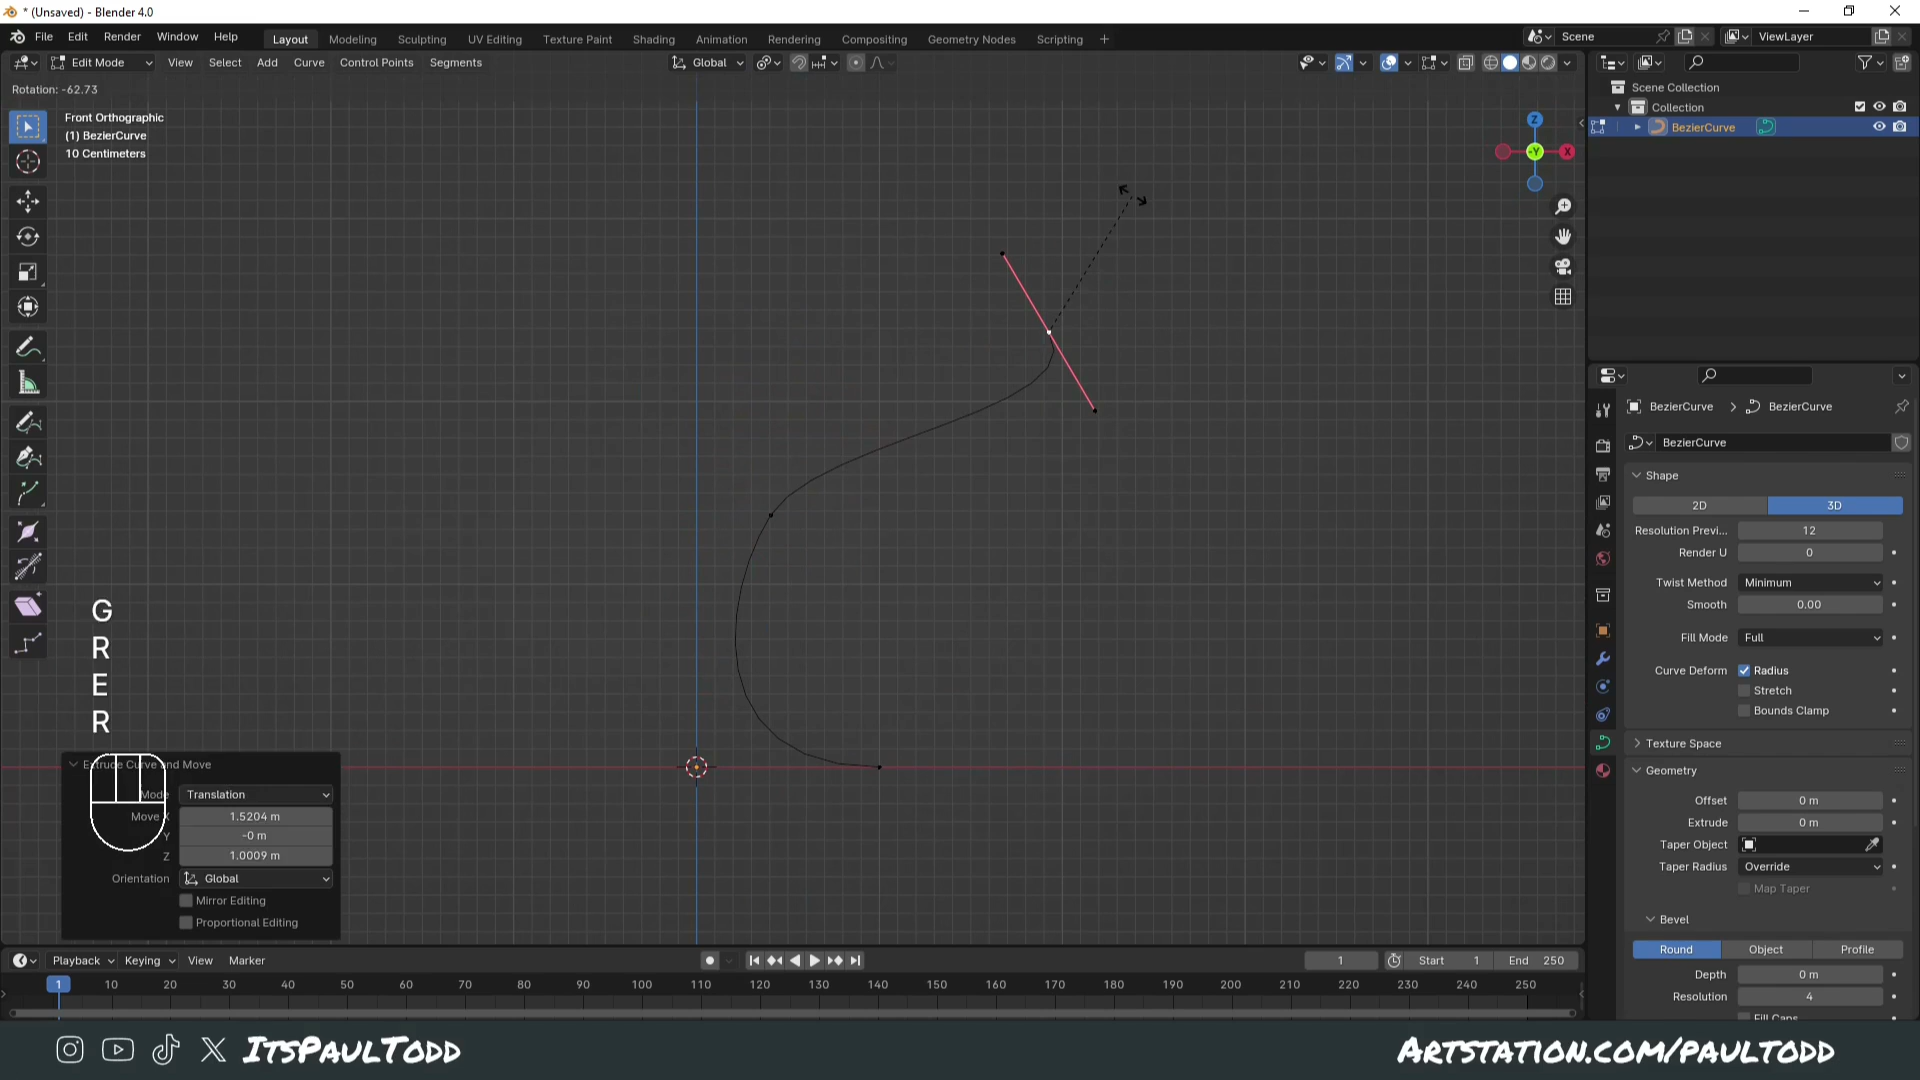 * (Unsaved) - Blender 4.0
File Edit Render Window Help Layout Modeling Sculpting UV Editing Texture Paint Shading Animation Rendering Compositing Geometry Nodes Scripting + Scene ViewLayer
Edit Mode View Select Add Curve Control Points Segments Global
Rotation: -62.73
Front Orthographic
(1) BezierCurve
10 Centimeters
Z
-Y
X
Scene Collection
Collection
BezierCurve
BezierCurve > BezierCurve
BezierCurve
Shape
2D 3D
Resolution Previ... 12
Render U 0
Twist Method Minimum
Smooth 0.00
Fill Mode Full
Curve Deform Radius
Stretch
Bounds Clamp
Texture Space
Geometry
Offset 0 m
Extrude 0 m
Taper Object
Taper Radius Override
Map Taper
Bevel
Round Object Profile
Depth 0 m
Resolution 4
Fill Caps
G
R
E
R
Extrude Curve and Move
Mode Translation
Move X 1.5204 m
Y -0 m
Z 1.0009 m
Orientation Global
Mirror Editing
Proportional Editing
Playback Keying View Marker 1 Start 1 End 250
1 10 20 30 40 50 60 70 80 90 100 110 120 130 140 150 160 170 180 190 200 210 220 230 240 250
ItsPaulTodd
Artstation.com/paultodd